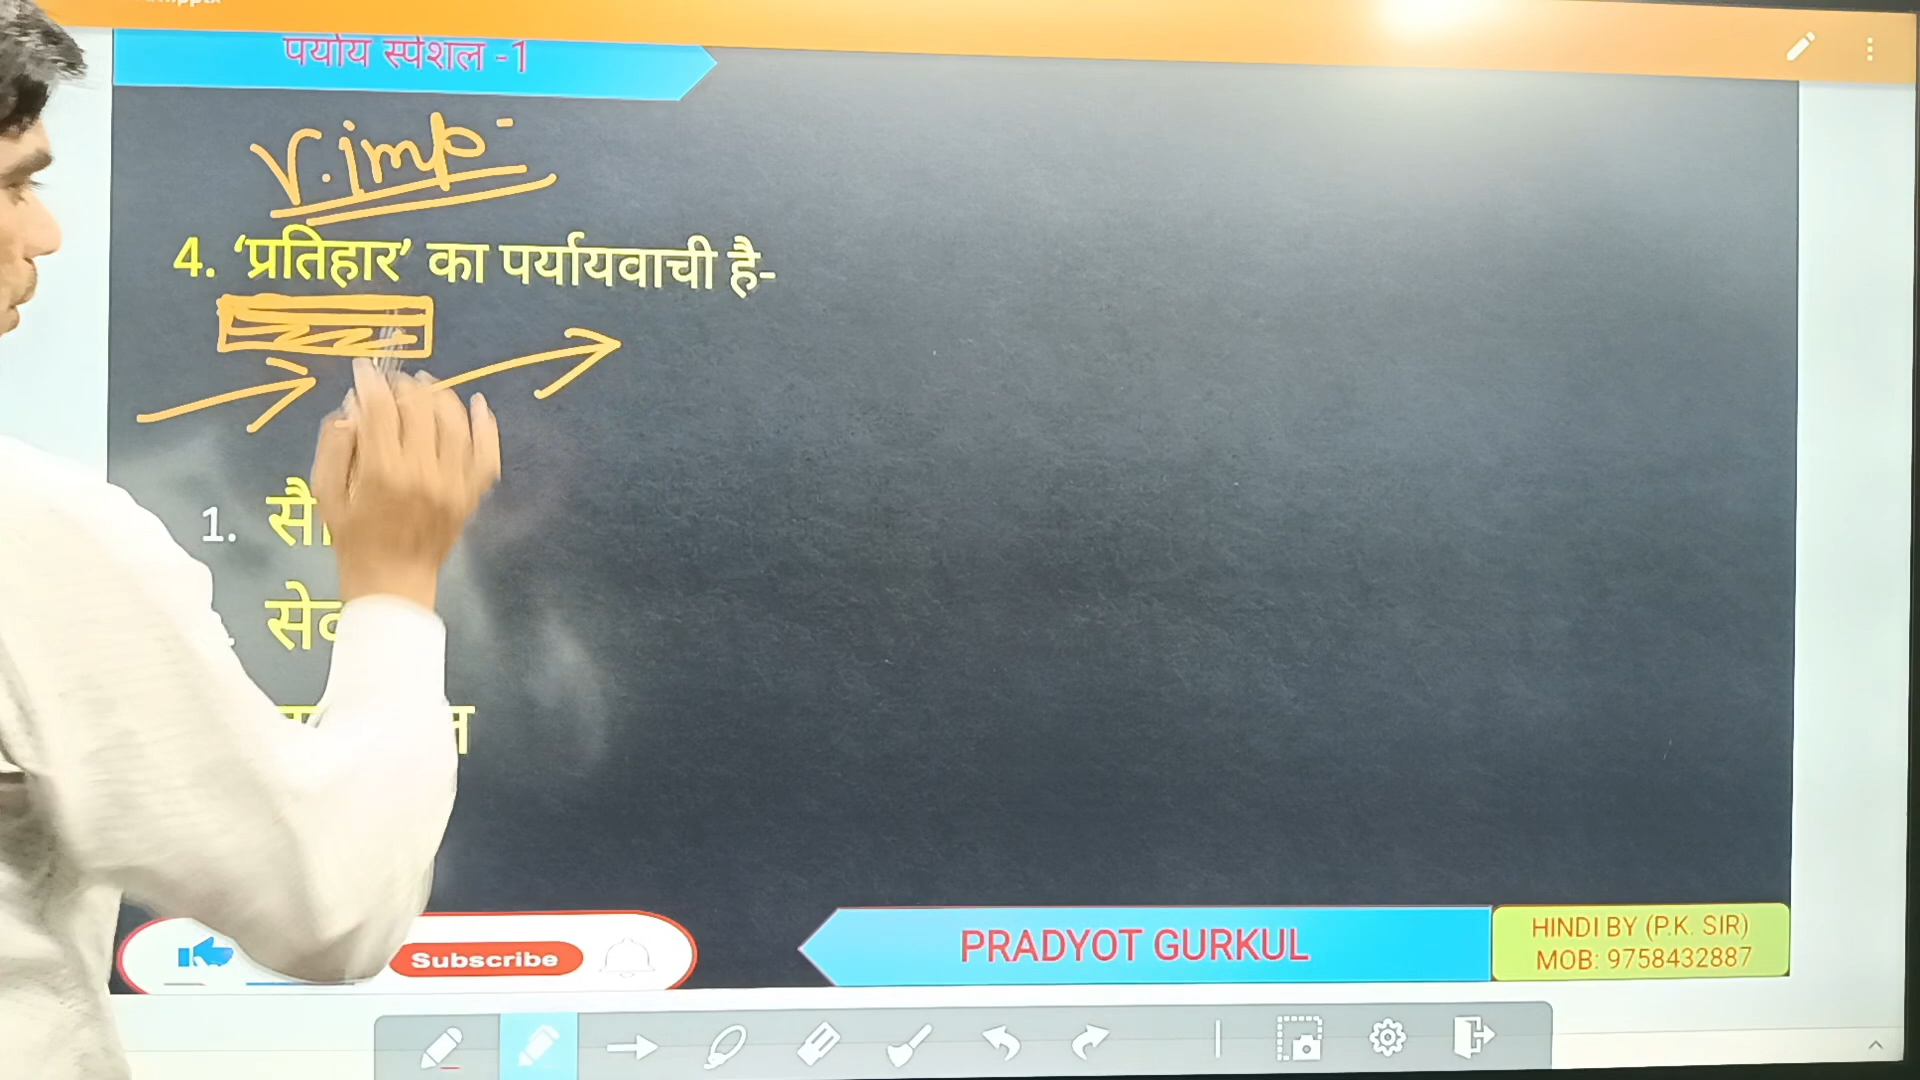 पर्याय स्पेशल -1
V.imp-
4. ‘प्रतिहार’ का पर्यायवाची है-
1.
Subscribe
PRADYOT GURKUL
HINDI BY (P.K. SIR)
MOB: 9758432887